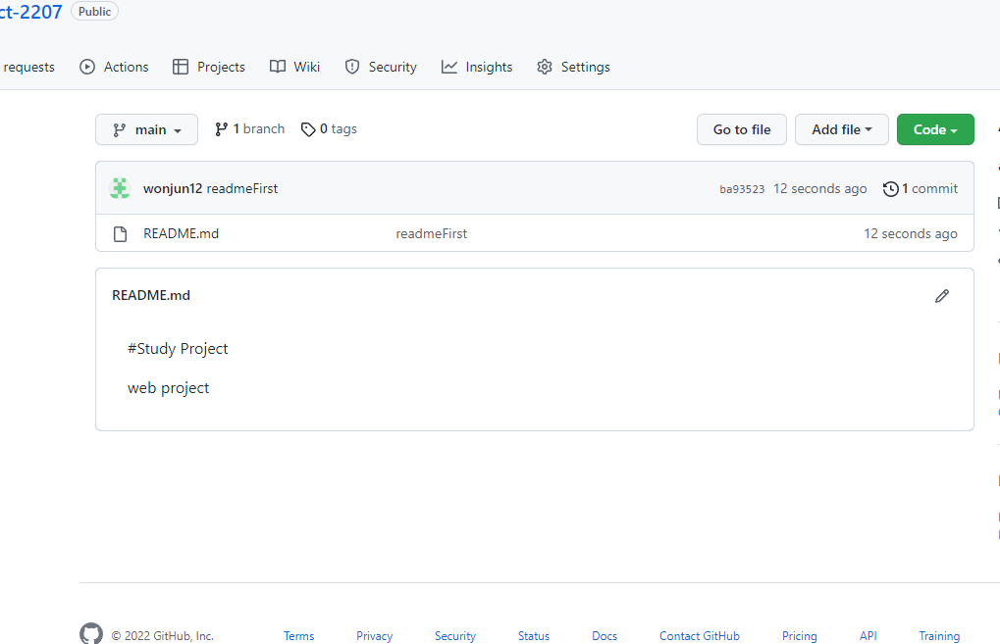 ct-2207 Public
requests Actions Projects Wiki Security Insights Settings
main 1 branch 0 tags Go to file Add file Code
wonjun12 readmeFirst ba93523 12 seconds ago 1 commit
README.md readmeFirst 12 seconds ago
README.md
#Study Project
web project
© 2022 GitHub, Inc. Terms Privacy Security Status Docs Contact GitHub Pricing API Training